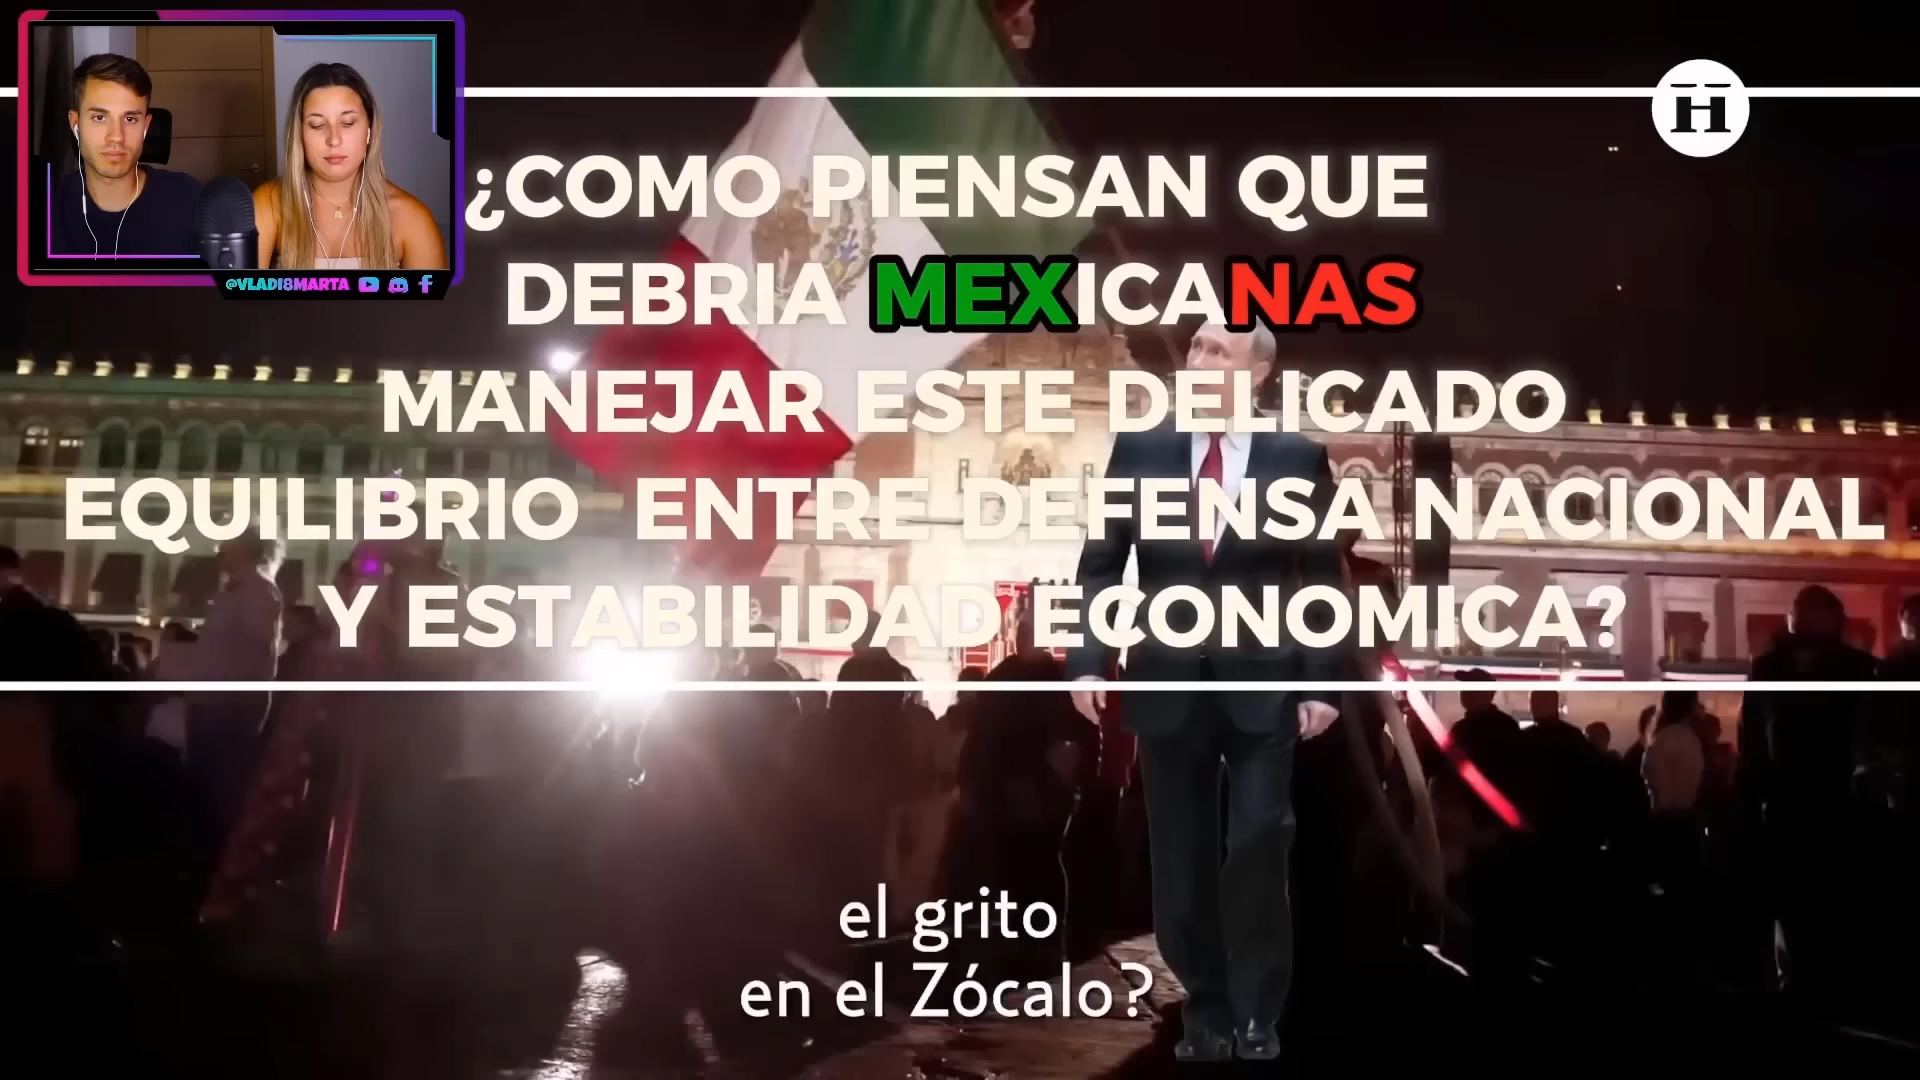 @VLADI8MARTA
H
¿COMO PIENSAN QUE
DEBRIA MEXICANAS
MANEJAR ESTE DELICADO
EQUILIBRIO ENTRE DEFENSA NACIONAL
Y ESTABILIDAD ECONOMICA?
el grito
en el Zócalo?